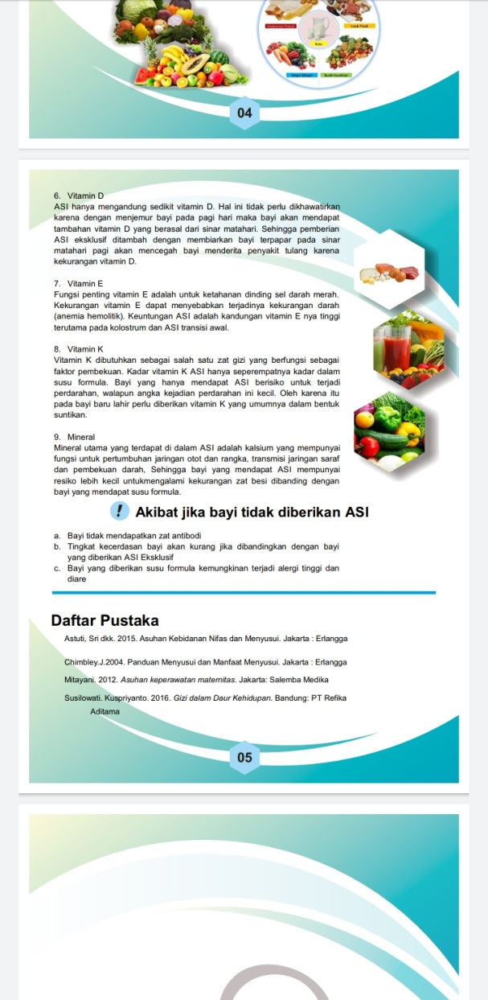 Makanan Pokok
Lauk Pauk
Susu
Sayur Mayur
Buah-buahan
04
6. Vitamin D
ASI hanya mengandung sedikit vitamin D. Hal ini tidak perlu dikhawatirkan
karena dengan menjemur bayi pada pagi hari maka bayi akan mendapat
tambahan vitamin D yang berasal dari sinar matahari. Sehingga pemberian
ASI eksklusif ditambah dengan membiarkan bayi terpapar pada sinar
matahari pagi akan mencegah bayi menderita penyakit tulang karena
kekurangan vitamin D.
7. Vitamin E
Fungsi penting vitamin E adalah untuk ketahanan dinding sel darah merah.
Kekurangan vitamin E dapat menyebabkan terjadinya kekurangan darah
(anemia hemolitik). Keuntungan ASI adalah kandungan vitamin E nya tinggi
terutama pada kolostrum dan ASI transisi awal.
8. Vitamin K
Vitamin K dibutuhkan sebagai salah satu zat gizi yang berfungsi sebagai
faktor pembekuan. Kadar vitamin K ASI hanya seperempatnya kadar dalam
susu formula. Bayi yang hanya mendapat ASI berisiko untuk terjadi
perdarahan, walapun angka kejadian perdarahan ini kecil. Oleh karena itu
pada bayi baru lahir perlu diberikan vitamin K yang umumnya dalam bentuk
suntikan.
9. Mineral
Mineral utama yang terdapat di dalam ASI adalah kalsium yang mempunyai
fungsi untuk pertumbuhan jaringan otot dan rangka, transmisi jaringan saraf
dan pembekuan darah, Sehingga bayi yang mendapat ASI mempunyai
resiko lebih kecil untukmengalami kekurangan zat besi dibanding dengan
bayi yang mendapat susu formula.
! Akibat jika bayi tidak diberikan ASI
a. Bayi tidak mendapatkan zat antibodi
b. Tingkat kecerdasan bayi akan kurang jika dibandingkan dengan bayi
yang diberikan ASI Eksklusif
c. Bayi yang diberikan susu formula kemungkinan terjadi alergi tinggi dan
diare
Daftar Pustaka
Astuti, Sri dkk. 2015. Asuhan Kebidanan Nifas dan Menyusui. Jakarta : Erlangga
Chimbley.J.2004. Panduan Menyusui dan Manfaat Menyusui. Jakarta : Erlangga
Mitayani. 2012. Asuhan keperawatan maternitas. Jakarta: Salemba Medika
Susilowati. Kuspriyanto. 2016. Gizi dalam Daur Kehidupan. Bandung: PT Refika
Aditama
05